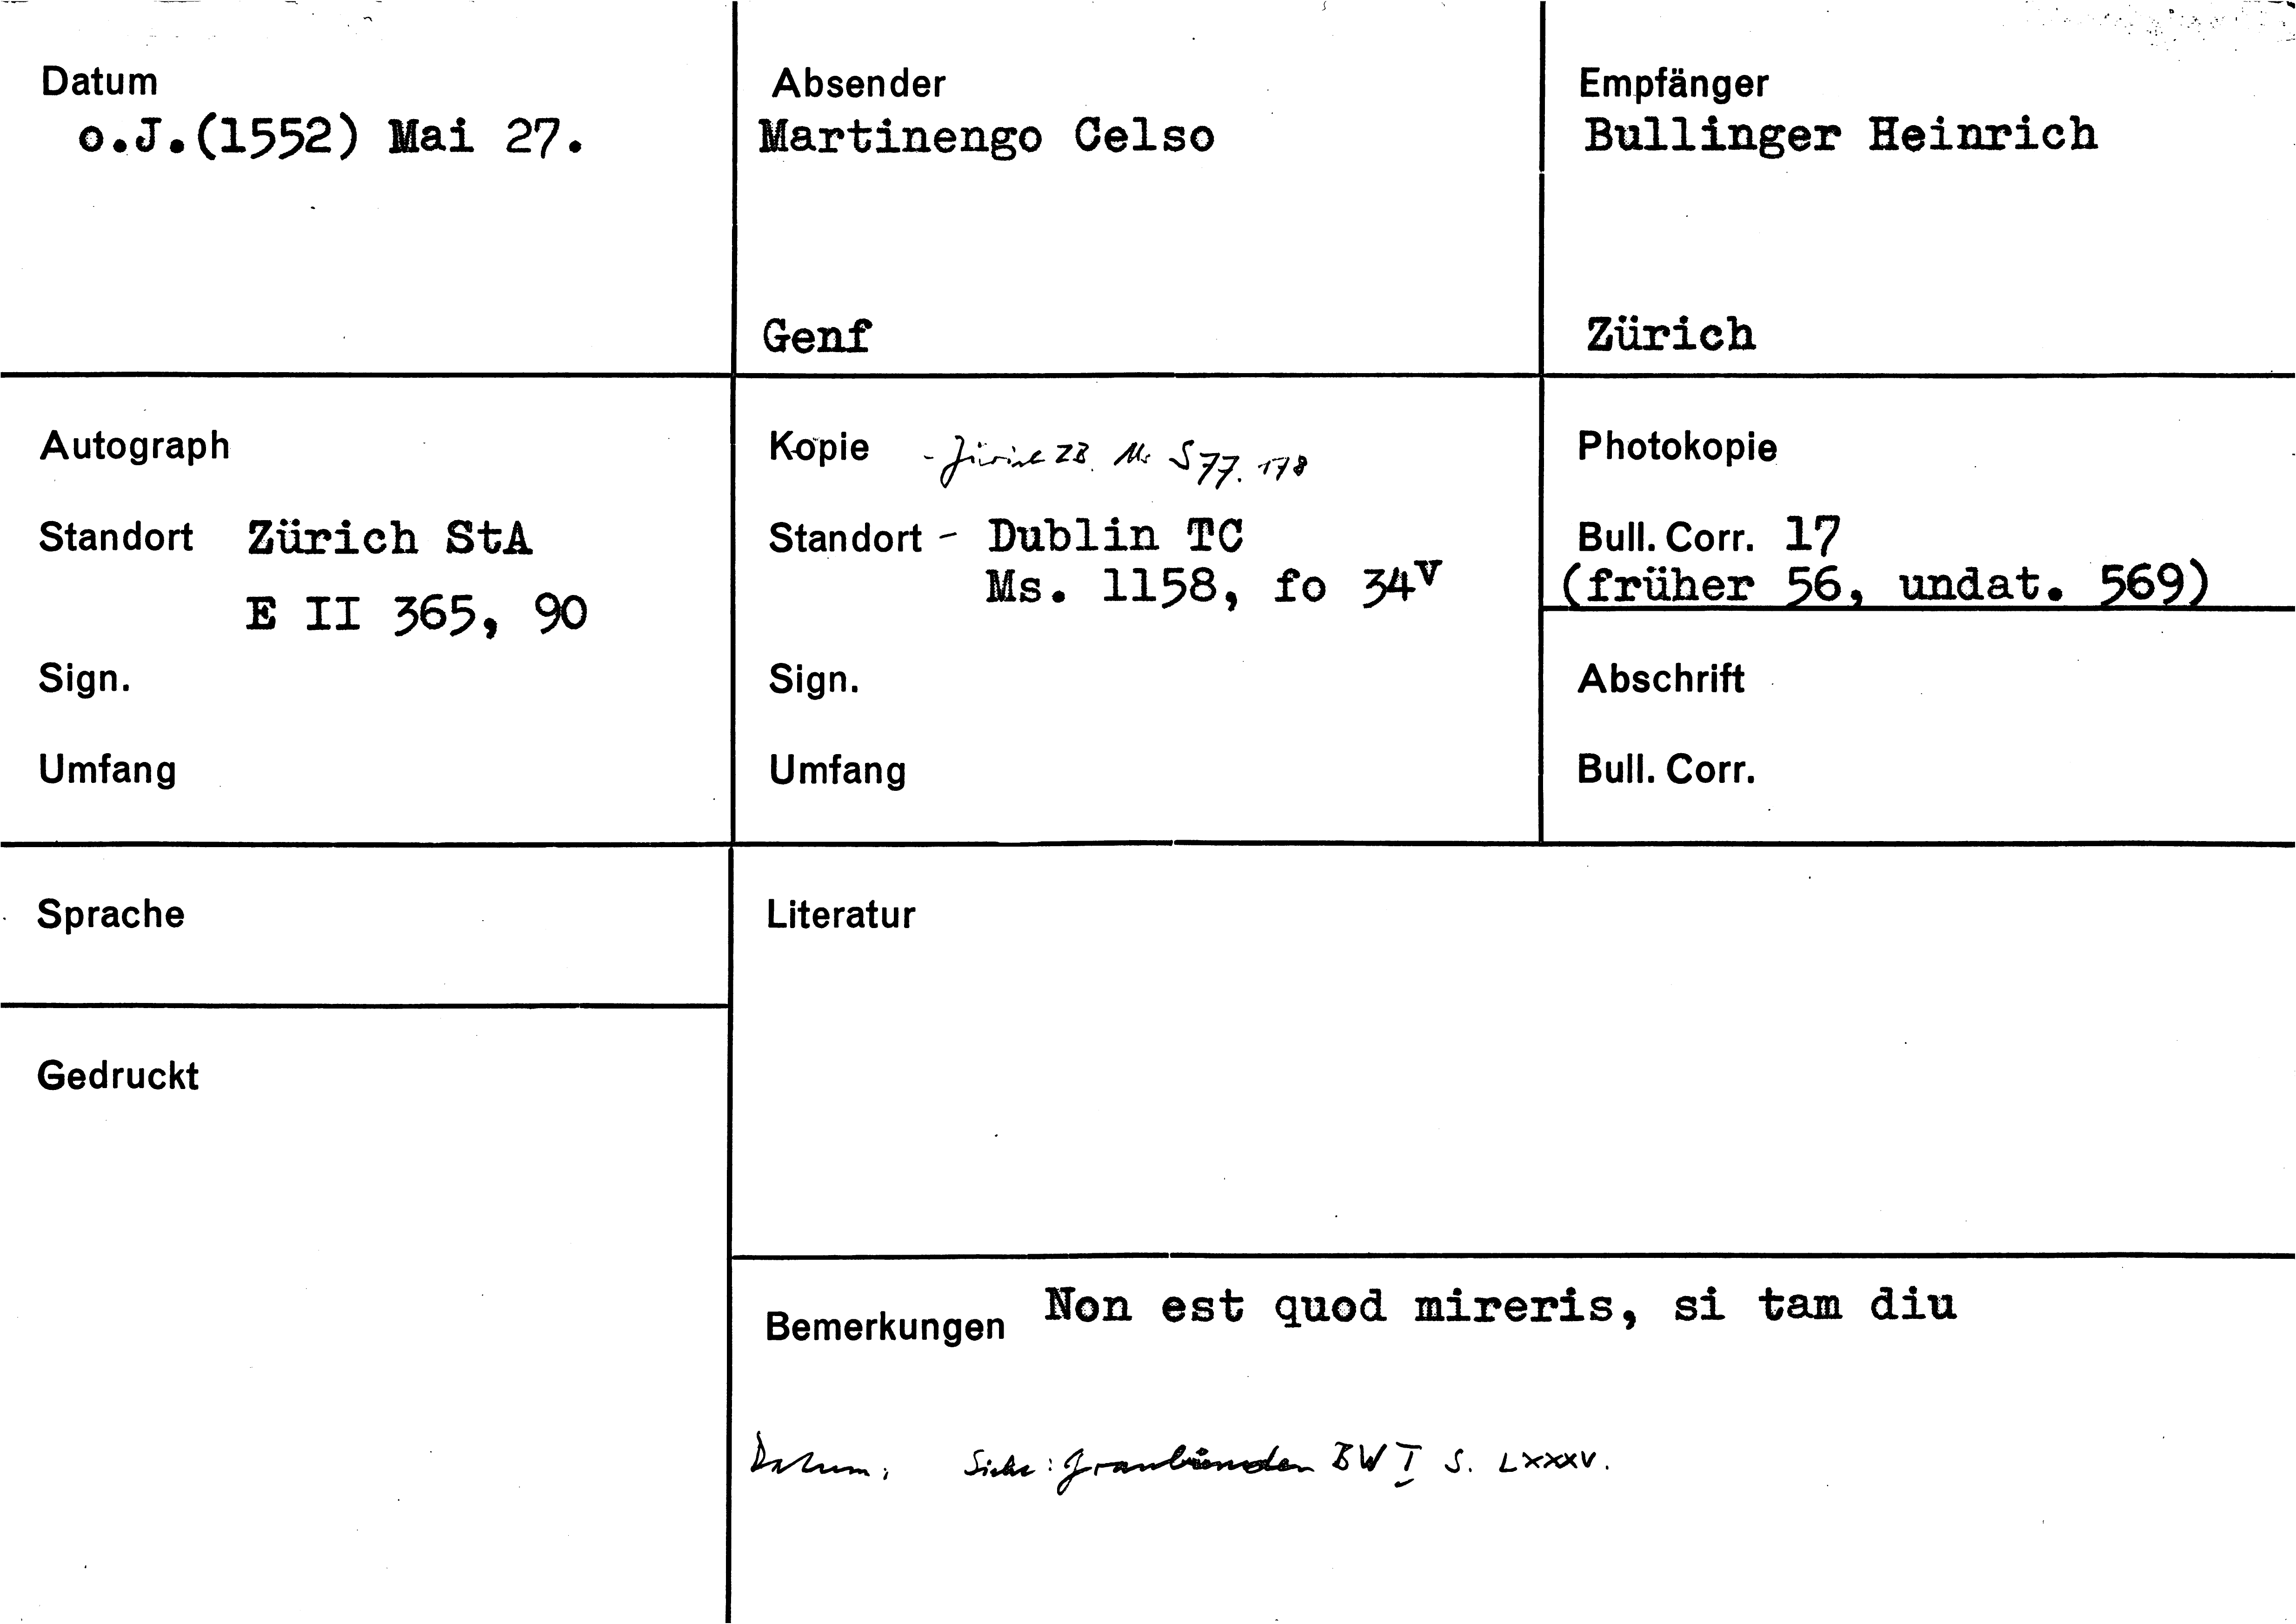 Datum
o.J.(1552) Mai 27.
Absender
Martinengo Celso
Genf
Empfänger
Bullinger Heinrich
Zürich
Autograph
Standort Zürich StA
E II 365, 90
Sign.
Umfang
Kopie - Zürich ZB. Ms S 77. 178
Standort - Dublin TC
Ms. 1158, fo 34v
Sign.
Umfang
Photokopie
Bull. Corr. 17
(früher 56, undat. 569)
Abschrift
Bull. Corr.
Sprache
Gedruckt
Literatur
Bemerkungen Non est quod mireris, si tam diu
Datum: Siehe: Graubünden BW I S. LXXXV.